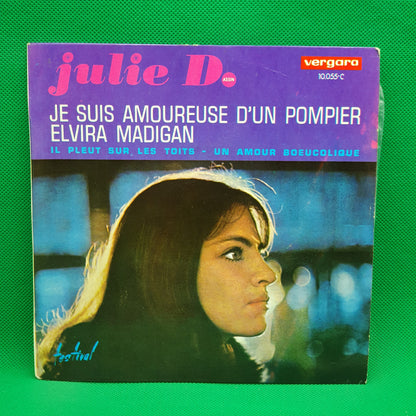 julie D.
AISN
vergara
10.055-C
JE SUIS AMOUREUSE D'UN POMPIER
ELVIRA MADIGAN
IL PLEUT SUR LES TOITS - UN AMOUR BOEUCOLIQUE
festival